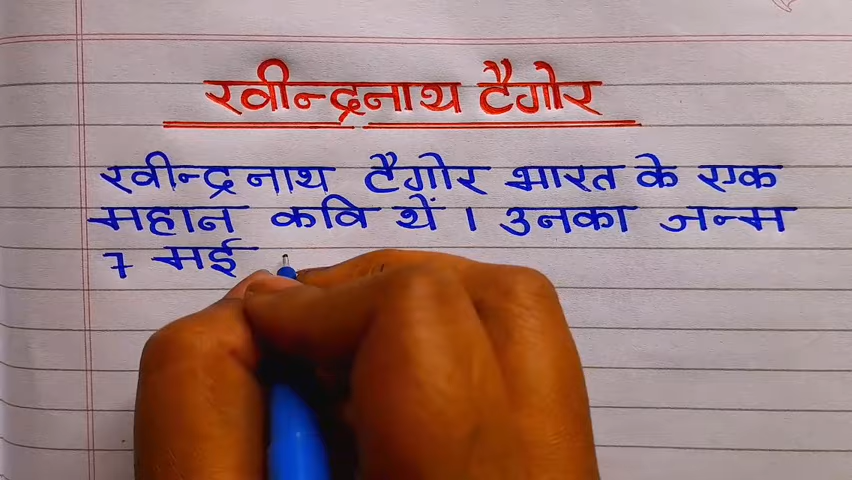 रवीन्द्रनाथ टैगोर
रवीन्द्र नाथ टैगोर भारत के एक
महान कवि थें । उनका जन्म
7 मई